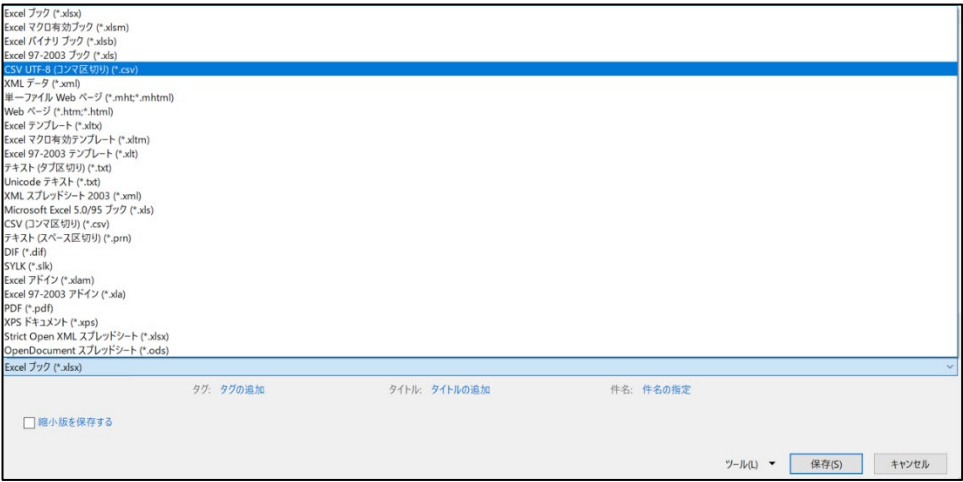 Excel ブック (*.xlsx)
Excel マクロ有効ブック (*.xlsm)
Excel バイナリ ブック (*.xlsb)
Excel 97-2003 ブック (*.xls)
CSV UTF-8 (コンマ区切り) (*.csv)
XML データ (*.xml)
単一ファイル Web ページ (*.mht;*.mhtml)
Web ページ (*.htm;*.html)
Excel テンプレート (*.xltx)
Excel マクロ有効テンプレート (*.xltm)
Excel 97-2003 テンプレート (*.xlt)
テキスト (タブ区切り) (*.txt)
Unicode テキスト (*.txt)
XML スプレッドシート 2003 (*.xml)
Microsoft Excel 5.0/95 ブック (*.xls)
CSV (コンマ区切り) (*.csv)
テキスト (スペース区切り) (*.prn)
DIF (*.dif)
SYLK (*.slk)
Excel アドイン (*.xlam)
Excel 97-2003 アドイン (*.xla)
PDF (*.pdf)
XPS ドキュメント (*.xps)
Strict Open XML スプレッドシート (*.xlsx)
OpenDocument スプレッドシート (*.ods)
Excel ブック (*.xlsx)
タグ: タグの追加 タイトル: タイトルの追加 件名: 件名の指定
縮小版を保存する
ツール(L) 保存(S) キャンセル